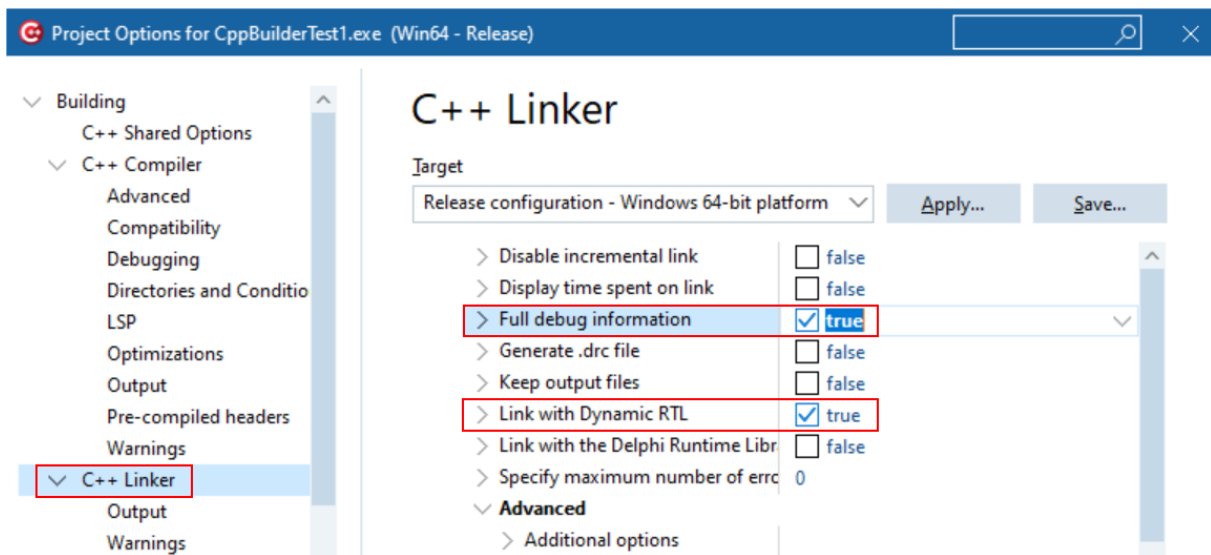 Project Options for CppBuilderTest1.exe (Win64 - Release)
Building
C++ Shared Options
C++ Compiler
Advanced
Compatibility
Debugging
Directories and Conditio
LSP
Optimizations
Output
Pre-compiled headers
Warnings
C++ Linker
Output
Warnings
C++ Linker
Target
Release configuration - Windows 64-bit platform Apply... Save...
Disable incremental link false
Display time spent on link false
Full debug information true
Generate .drc file false
Keep output files false
Link with Dynamic RTL true
Link with the Delphi Runtime Libr false
Specify maximum number of errc 0
Advanced
Additional options